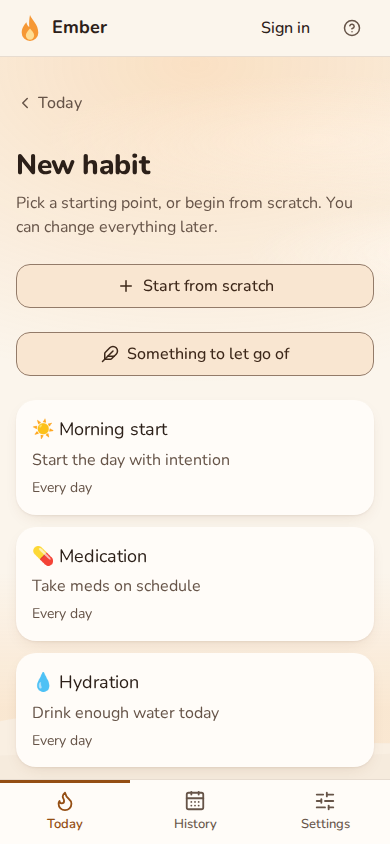 Ember
Sign in
Today
New habit
Pick a starting point, or begin from scratch. You
can change everything later.
Start from scratch
Something to let go of
Morning start
Start the day with intention
Every day
Medication
Take meds on schedule
Every day
Hydration
Drink enough water today
Every day
Today
History
Settings